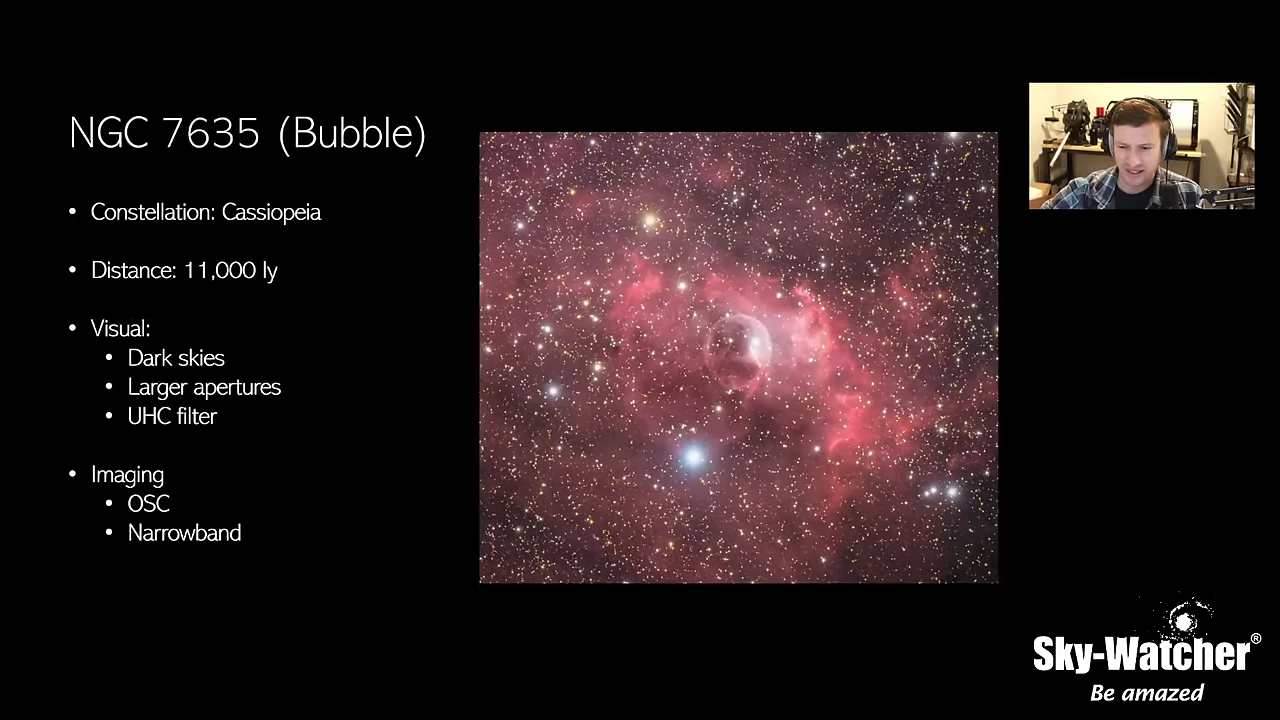 NGC 7635 (Bubble)
• Constellation: Cassiopeia
• Distance: 11,000 ly
• Visual:
• Dark skies
• Larger apertures
• UHC filter
• Imaging
• OSC
• Narrowband
Sky-Watcher®
Be amazed